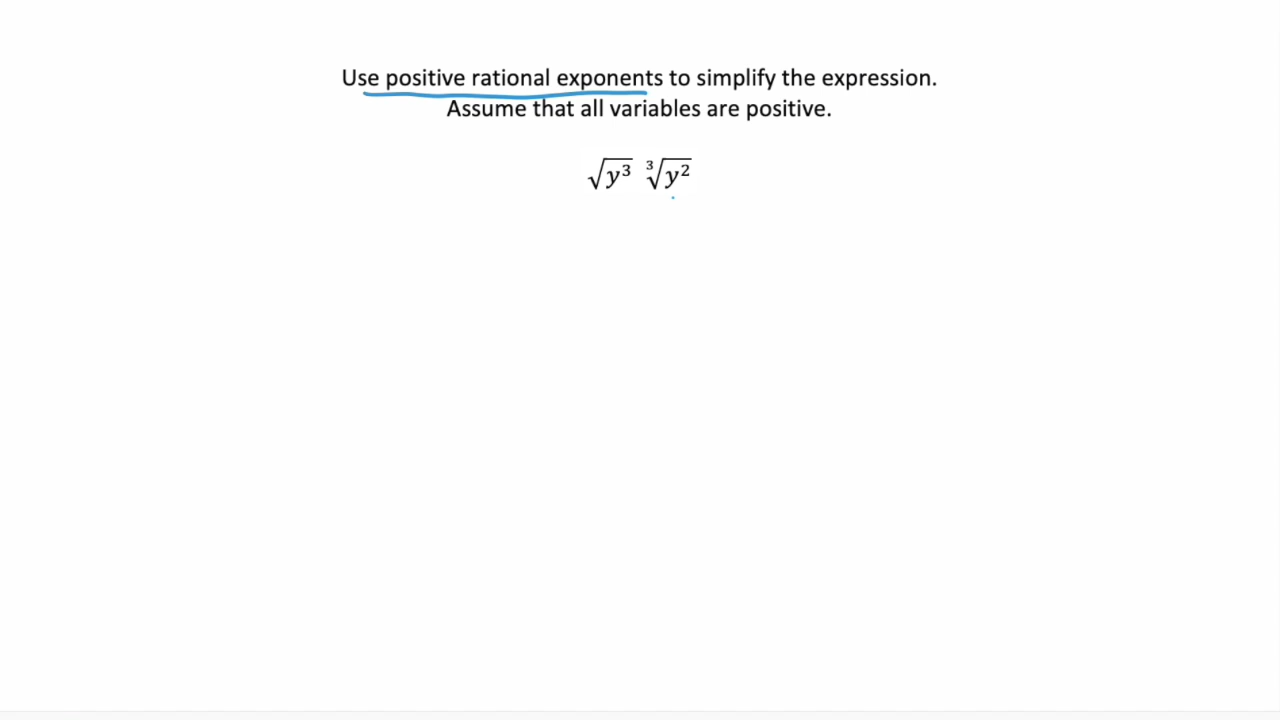 Use positive rational exponents to simplify the expression.
Assume that all variables are positive.
√y³ ∛y²